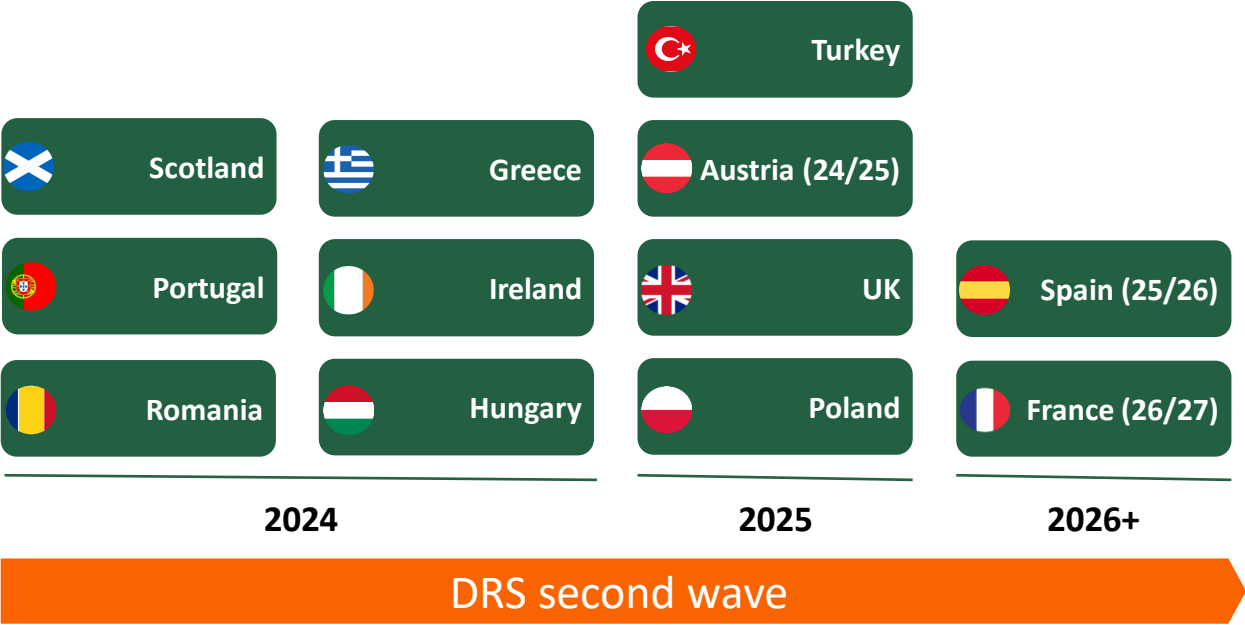 Turkey
Scotland
Greece
Austria (24/25)
Portugal
Ireland
UK
Spain (25/26)
Romania
Hungary
Poland
France (26/27)
2024
2025
2026+
DRS second wave